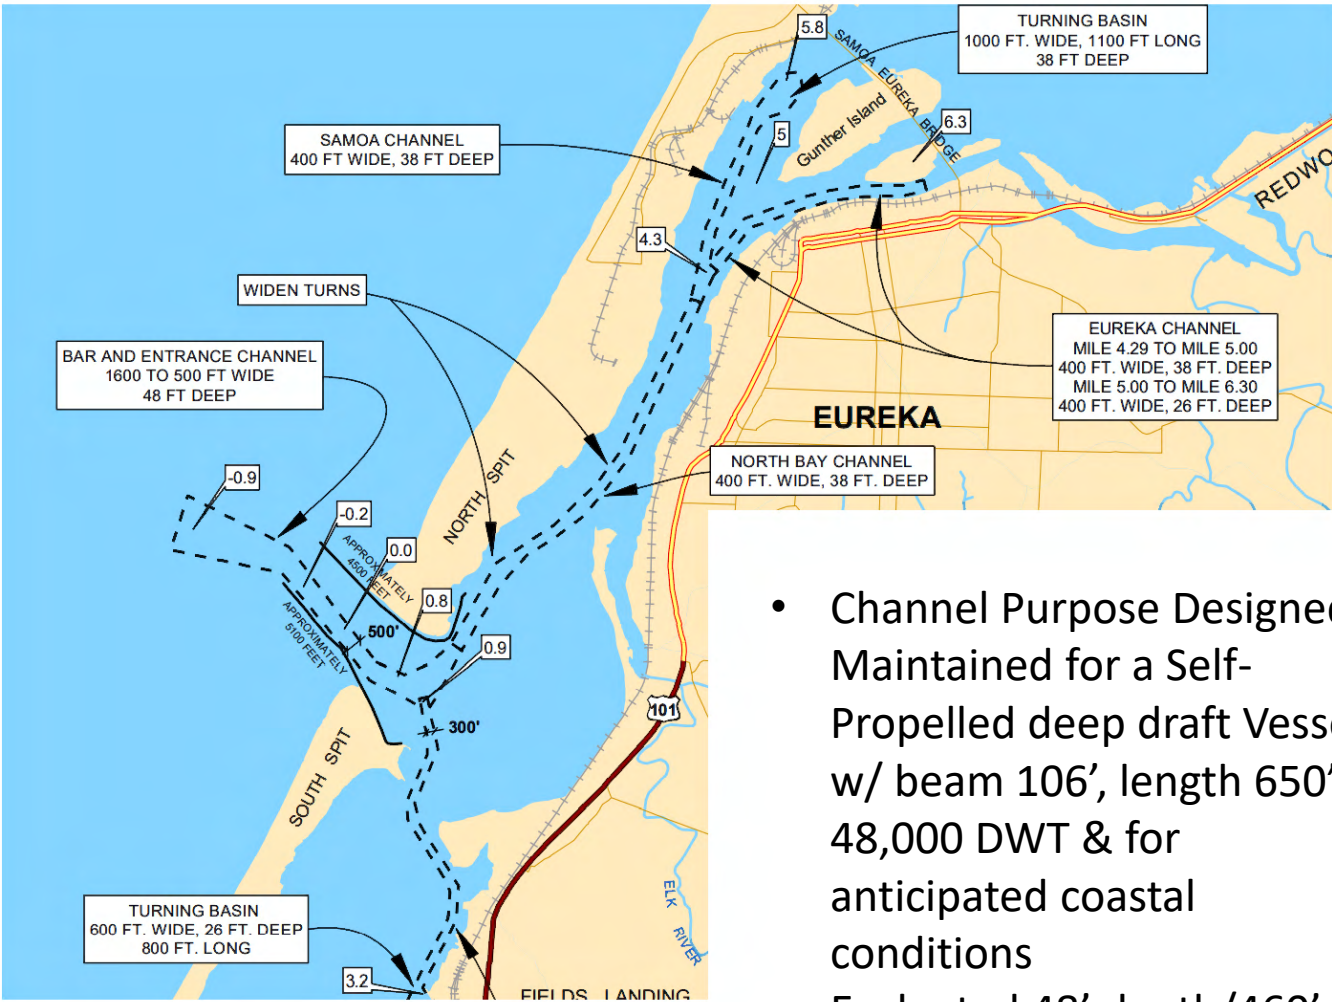 5.8
TURNING BASIN
1000 FT. WIDE, 1100 FT LONG
38 FT DEEP
SAMOA EUREKA BRIDGE
Gunther Island
6.3
5
SAMOA CHANNEL
400 FT WIDE, 38 FT DEEP
4.3
WIDEN TURNS
BAR AND ENTRANCE CHANNEL
1600 TO 500 FT WIDE
48 FT DEEP
EUREKA CHANNEL
MILE 4.29 TO MILE 5.00
400 FT. WIDE, 38 FT. DEEP
MILE 5.00 TO MILE 6.30
400 FT. WIDE, 26 FT. DEEP
EUREKA
NORTH BAY CHANNEL
400 FT. WIDE, 38 FT. DEEP
NORTH SPIT
-0.9
-0.2
0.0
0.8
0.9
APPROXIMATELY
4500 FEET
APPROXIMATELY
5100 FEET
500'
300'
101
SOUTH SPIT
ELK
RIVER
TURNING BASIN
600 FT. WIDE, 26 FT. DEEP
800 FT. LONG
3.2
FIELDS LANDING
• Channel Purpose Designed
Maintained for a Self-
Propelled deep draft
w/ beam 106’, length 650’
48,000 DWT & for
anticipated coastal
conditions